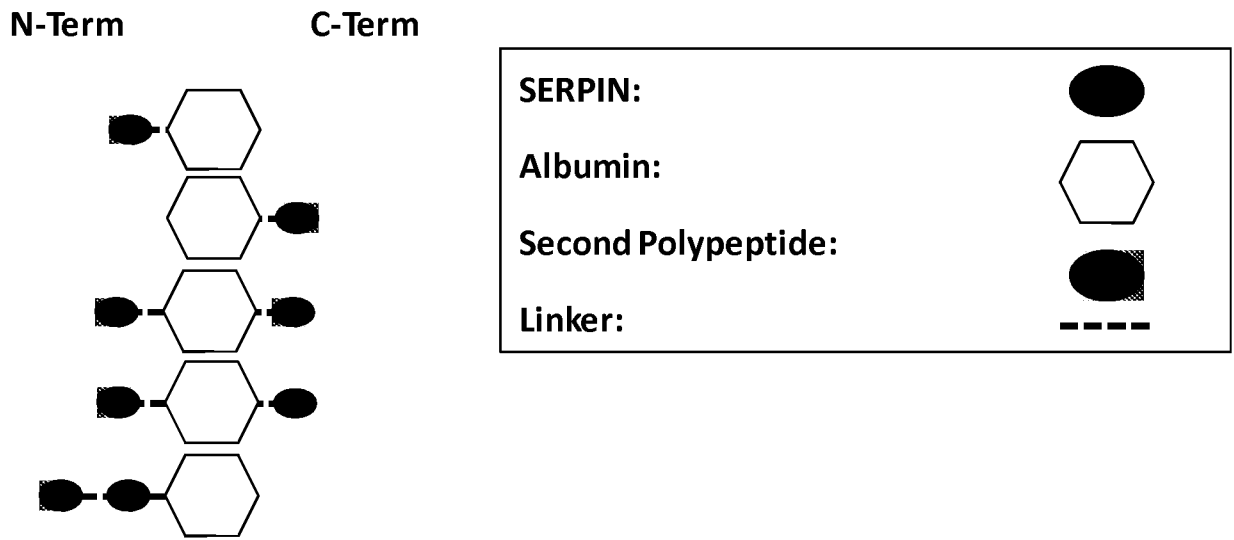 N-Term C-Term
SERPIN:
Albumin:
Second Polypeptide:
Linker: